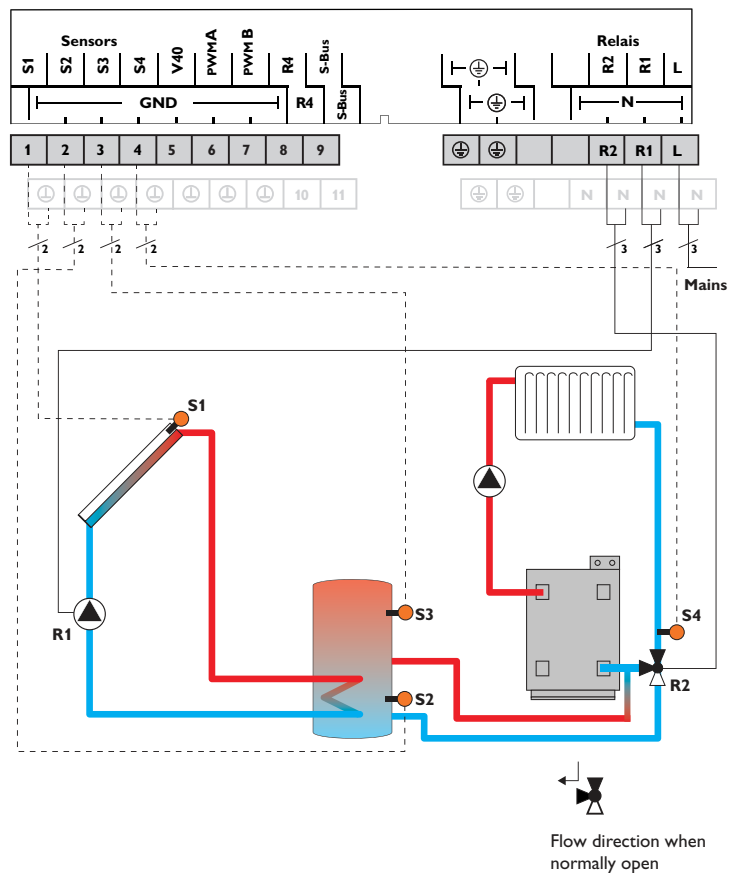 Sensors
Relais
S1 S2 S3 S4 V40 PWMA PWM B R4 S-Bus
R2 R1 L
GND R4 S-Bus
N
1 2 3 4 5 6 7 8 9
R2 R1 L
10 11
N N N N
2 2 2 2
3 3 3
Mains
S1
S3
S4
R1
R2
S2
Flow direction when
normally open